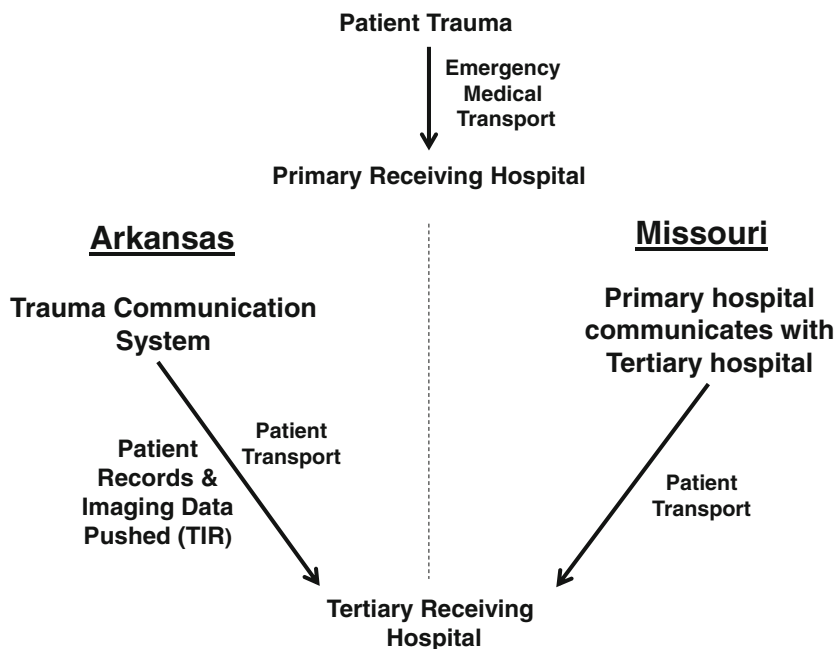 Patient Trauma
Emergency
Medical
Transport
Primary Receiving Hospital
Arkansas
Trauma Communication
System
Patient
Records &
Imaging Data
Pushed (TIR)
Patient
Transport
Missouri
Primary hospital
communicates with
Tertiary hospital
Patient
Transport
Tertiary Receiving
Hospital